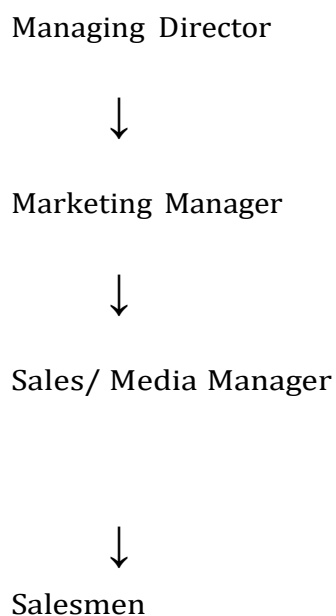 Managing Director
↓
Marketing Manager
↓
Sales/ Media Manager
↓
Salesmen